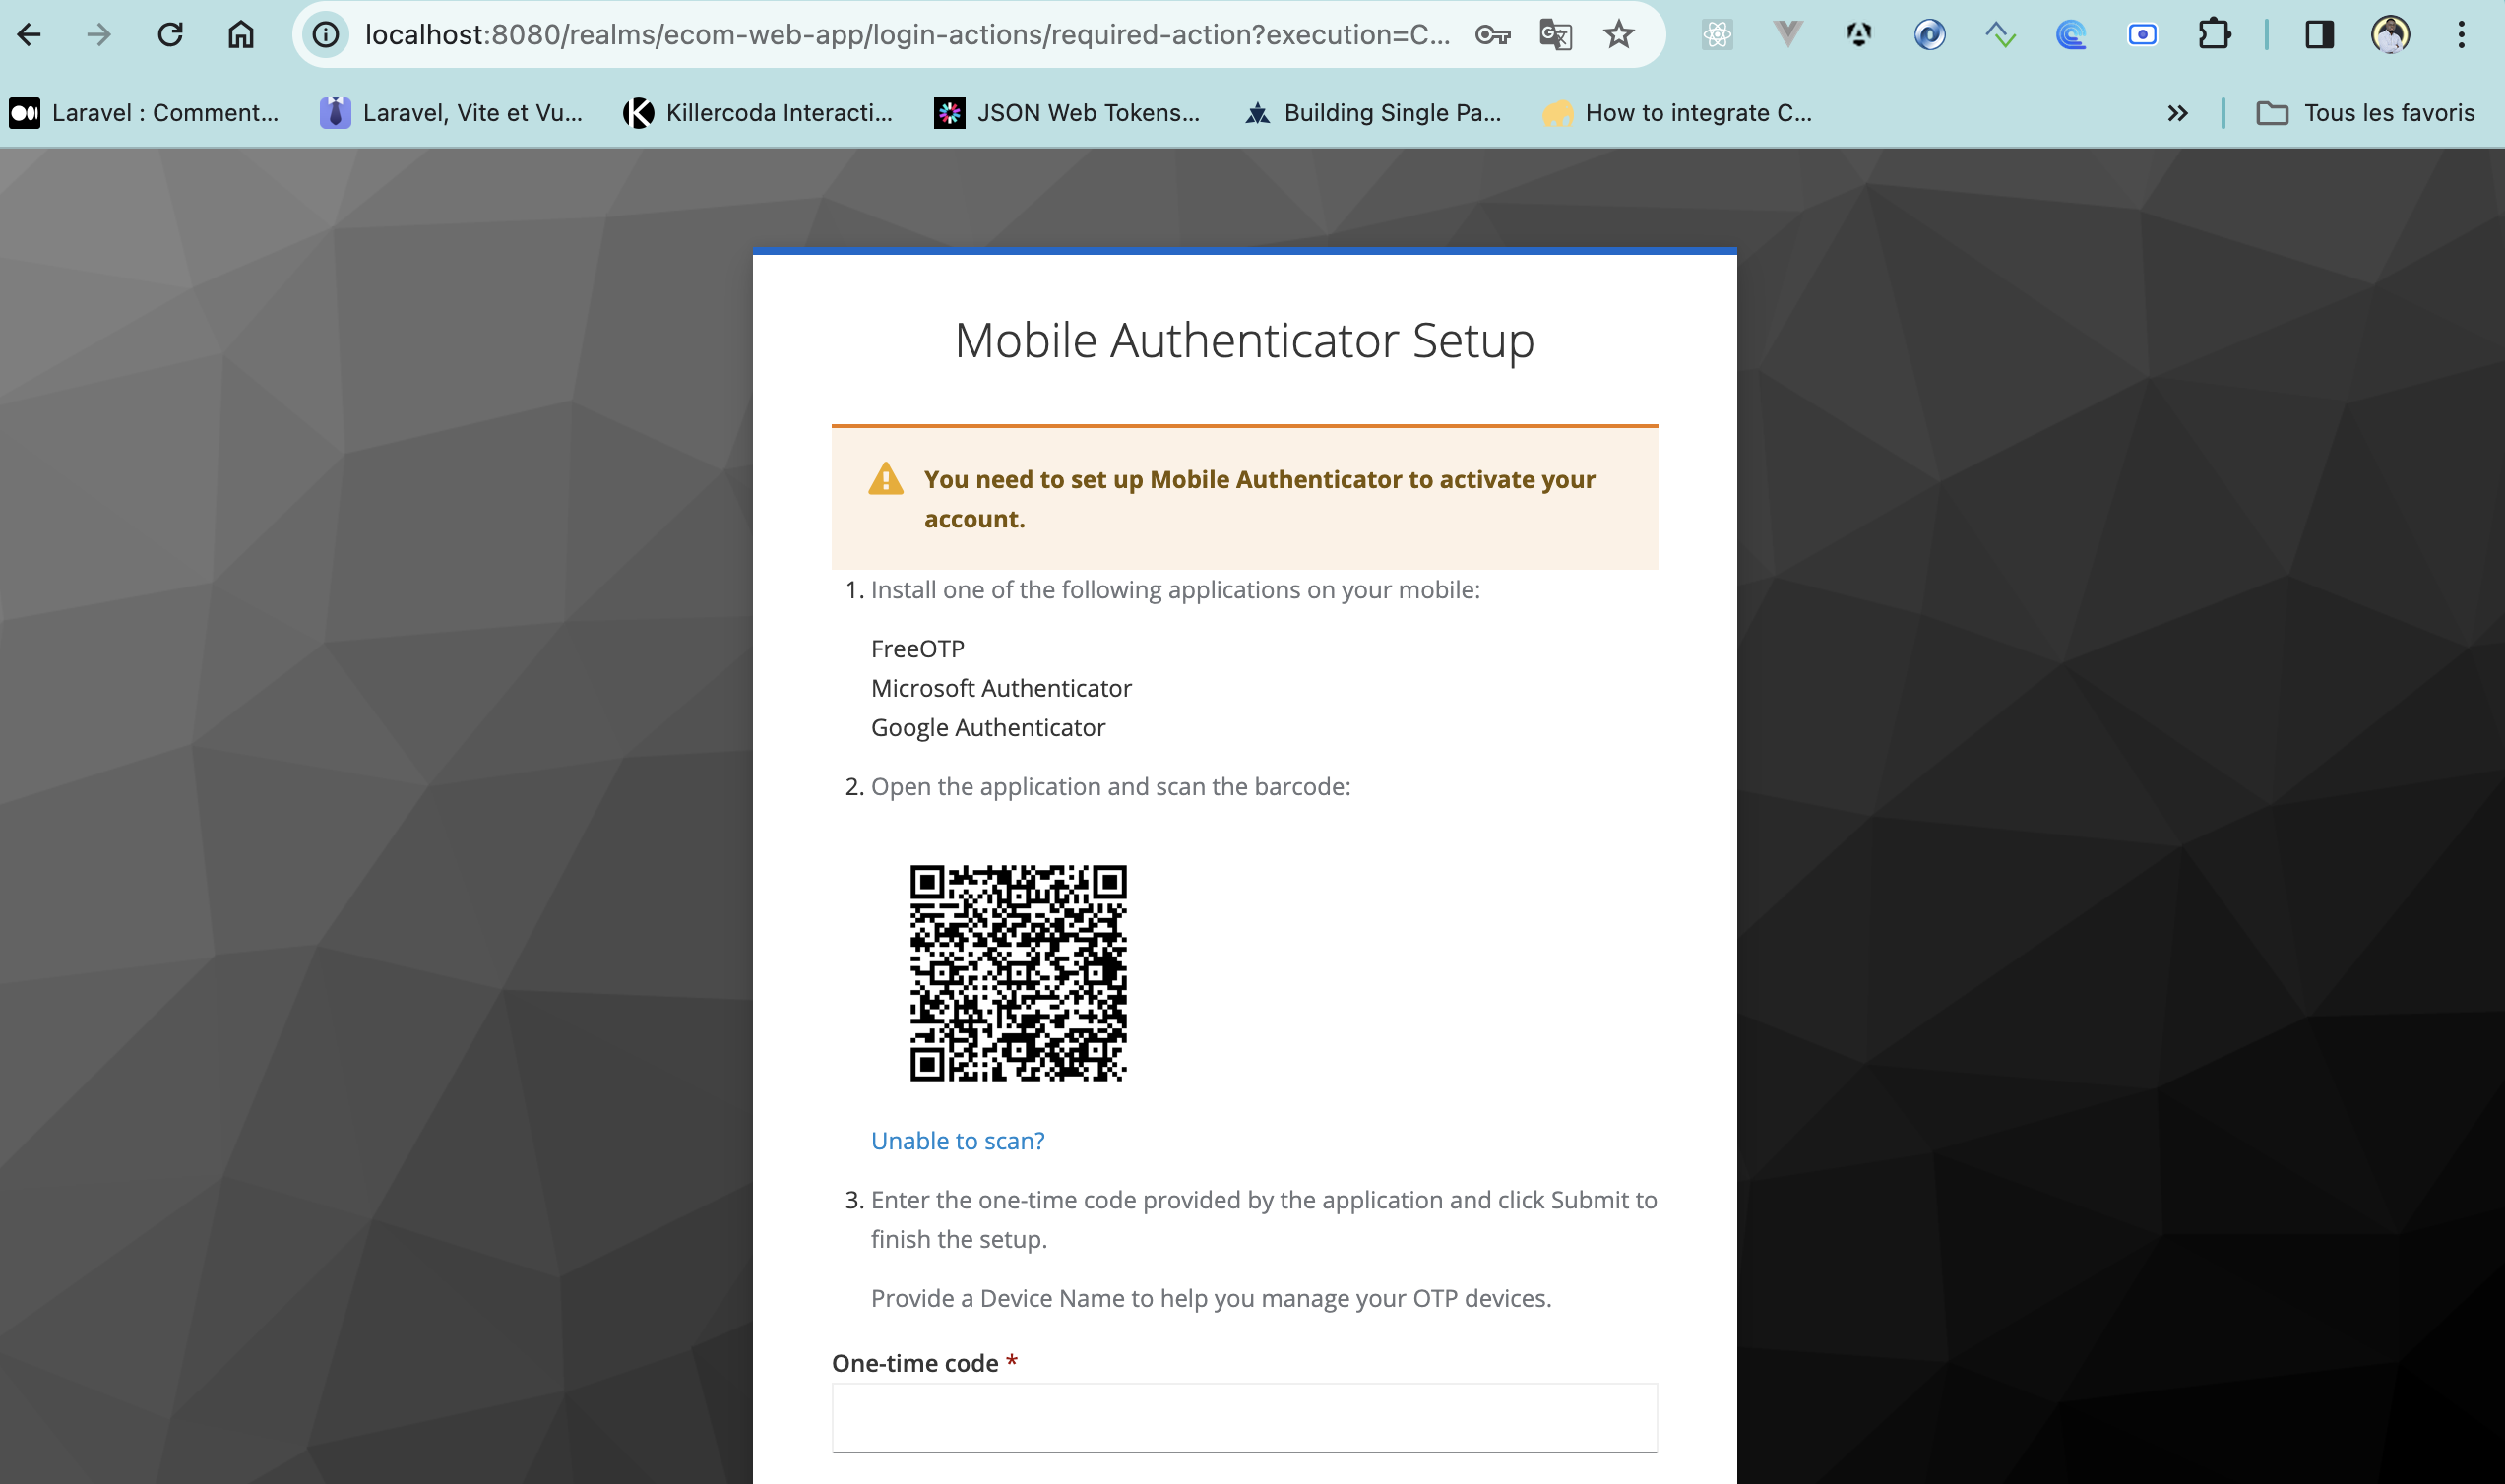 localhost:8080/realms/ecom-web-app/login-actions/required-action?execution=C...
Laravel : Comment...
Laravel, Vite et Vu...
Killercoda Interacti...
JSON Web Tokens...
Building Single Pa...
How to integrate C...
Tous les favoris
Mobile Authenticator Setup
You need to set up Mobile Authenticator to activate your
account.
1. Install one of the following applications on your mobile:
FreeOTP
Microsoft Authenticator
Google Authenticator
2. Open the application and scan the barcode:
Unable to scan?
3. Enter the one-time code provided by the application and click Submit to
finish the setup.
Provide a Device Name to help you manage your OTP devices.
One-time code *